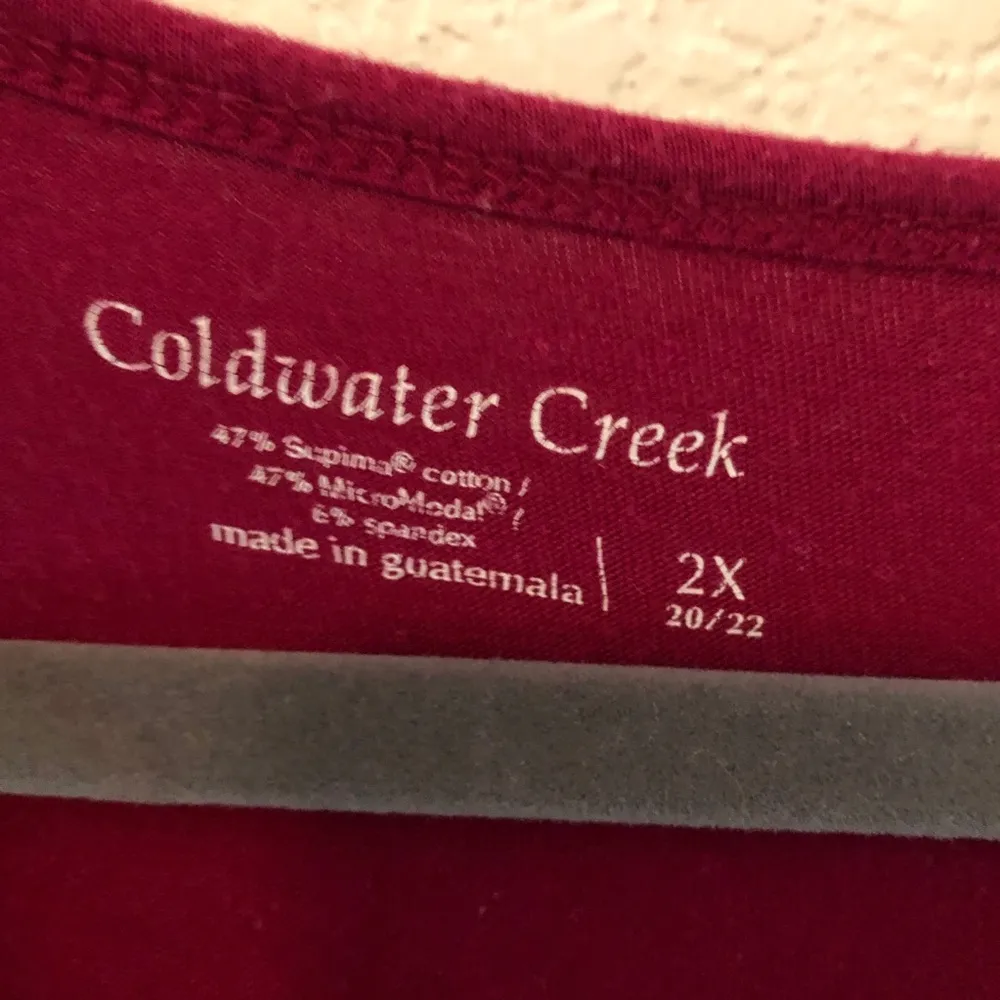 Coldwater Creek
47% Supima® cotton /
47% MicroModal® /
6% spandex
made in guatemala | 2X
20/22